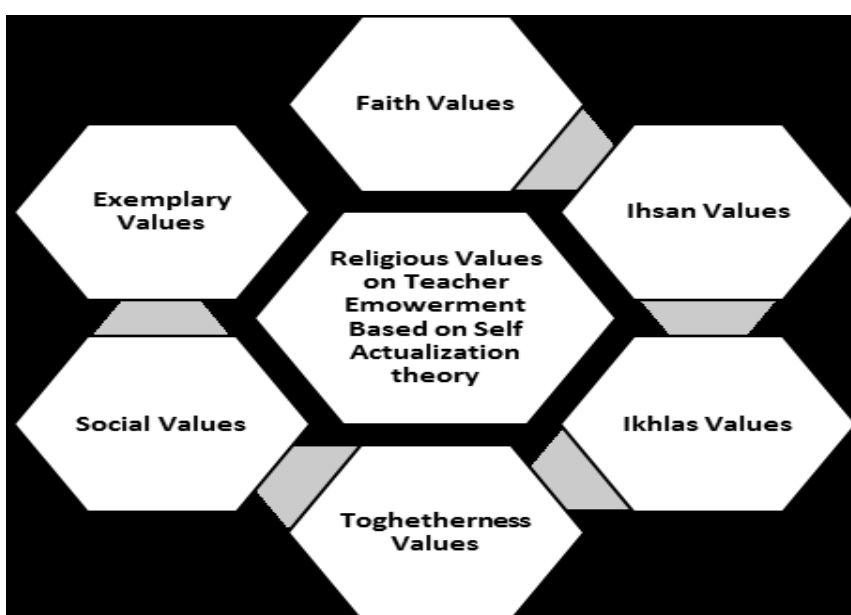 Faith Values
Exemplary
Values
Ihsan Values
Religious Values
on Teacher
Emowerment
Based on Self
Actualization
theory
Social Values
Ikhlas Values
Toghetherness
Values